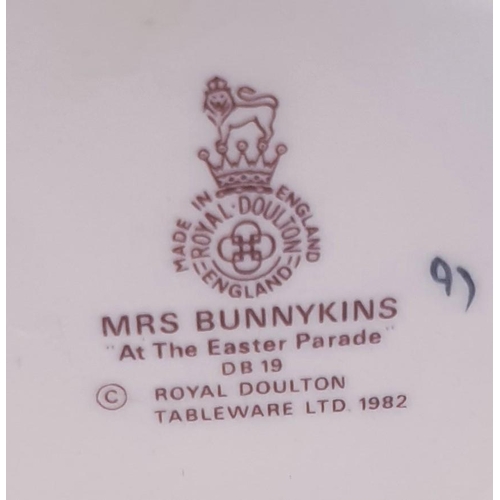 MADE IN ENGLAND
ROYAL · DOULTON
ENGLAND
MRS BUNNYKINS
"At The Easter Parade"
DB 19
© ROYAL DOULTON
TABLEWARE LTD. 1982